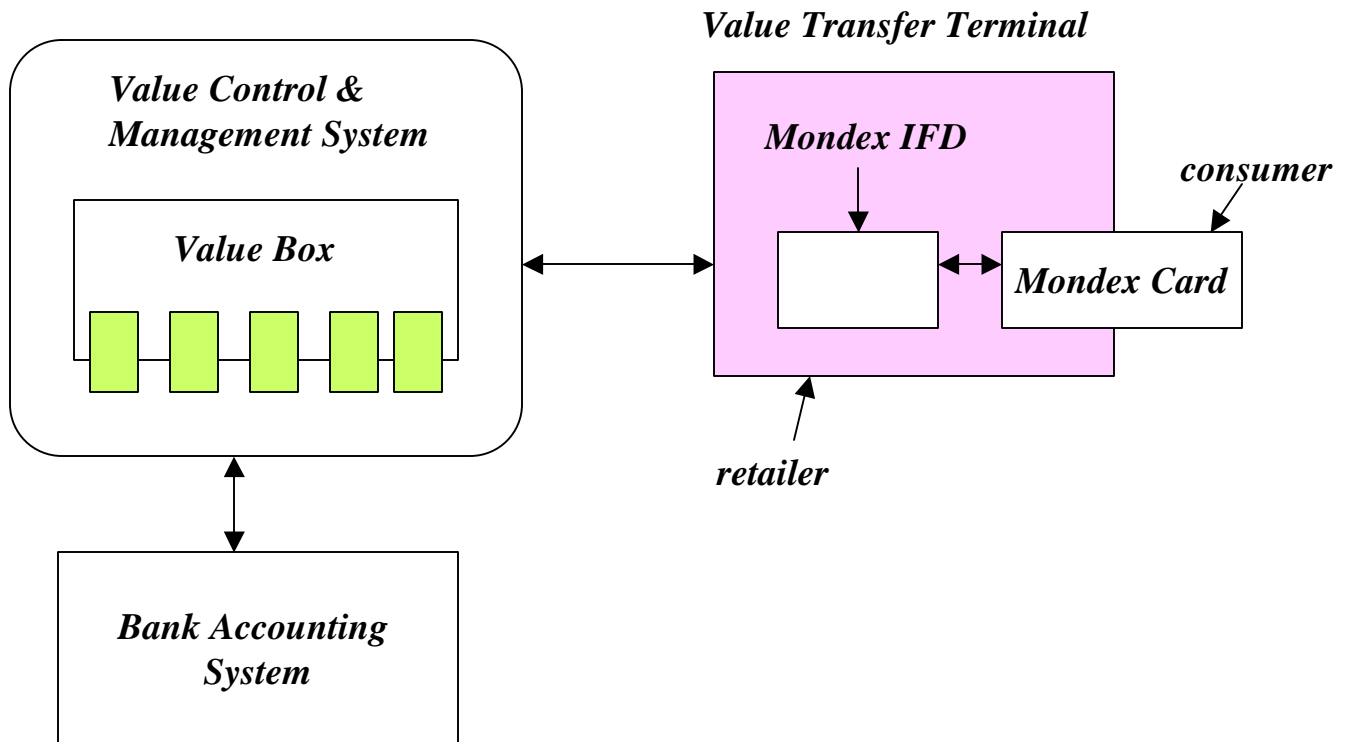 Value Transfer Terminal
Value Control &
Management System
Mondex IFD
consumer
Value Box
Mondex Card
retailer
Bank Accounting
System